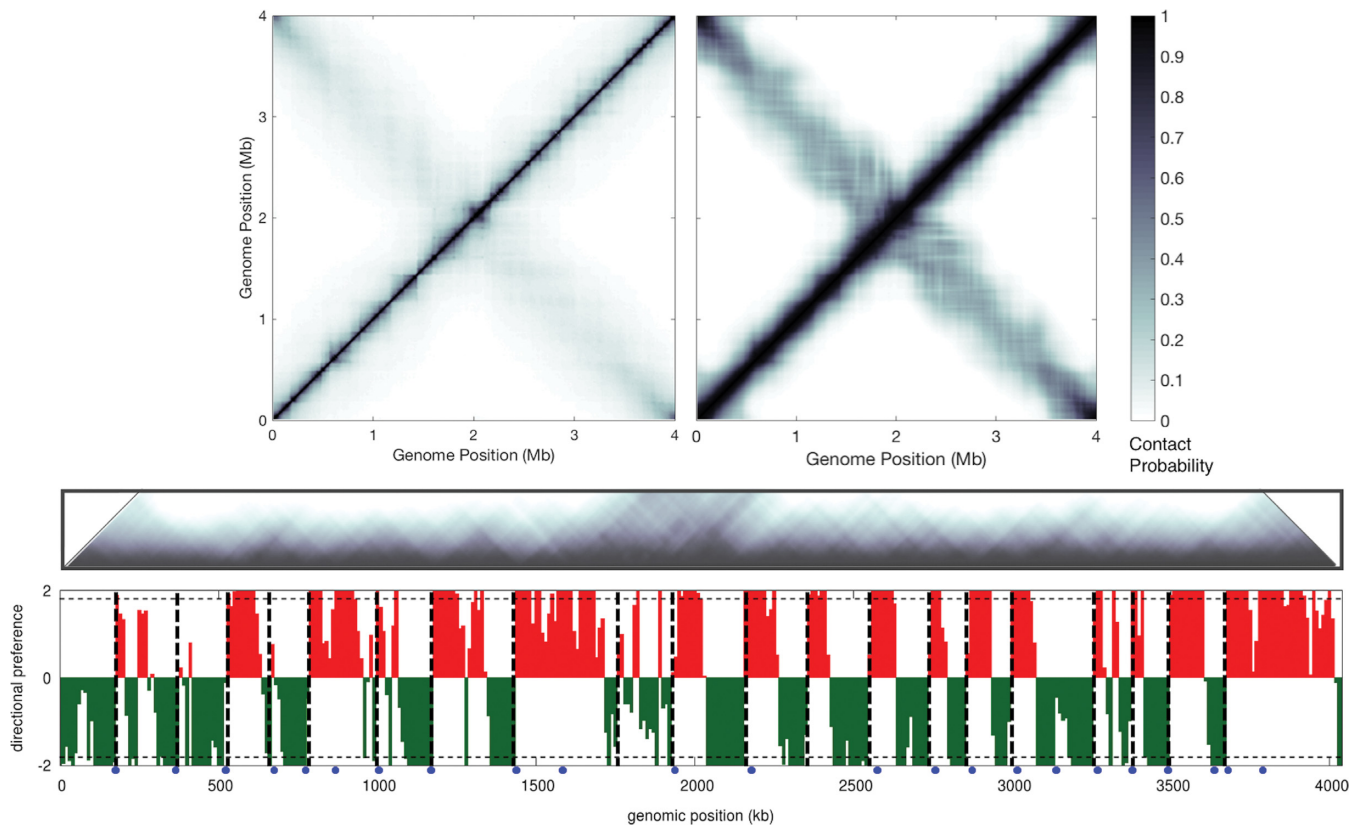 4
3
2
1
0
Genome Position (Mb)
0 1 2 3 4
Genome Position (Mb)
0 1 2 3 4
Genome Position (Mb)
1
0.9
0.8
0.7
0.6
0.5
0.4
0.3
0.2
0.1
0
Contact
Probability
2
0
-2
directional preference
0 500 1000 1500 2000 2500 3000 3500 4000
genomic position (kb)